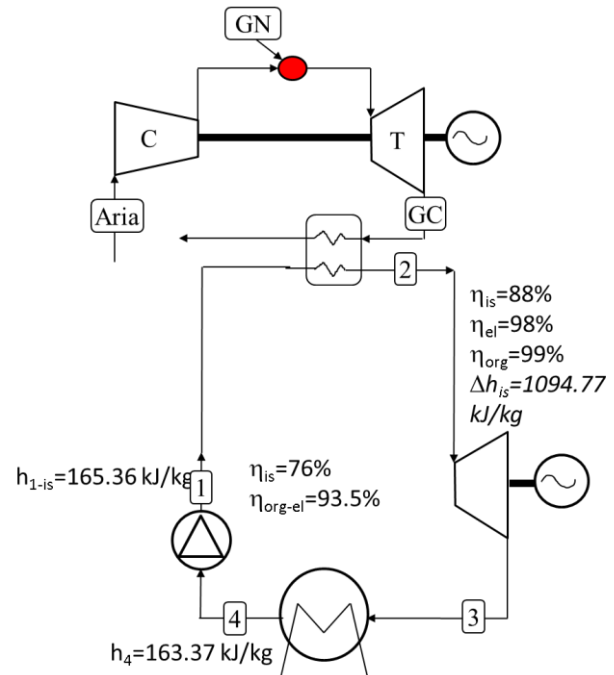 GN
C
T
Aria
GC
2
η_is=88%
η_el=98%
η_org=99%
Δh_is=1094.77
kJ/kg
h_1-is=165.36 kJ/kg
1
η_is=76%
η_org-el=93.5%
4
3
h_4=163.37 kJ/kg